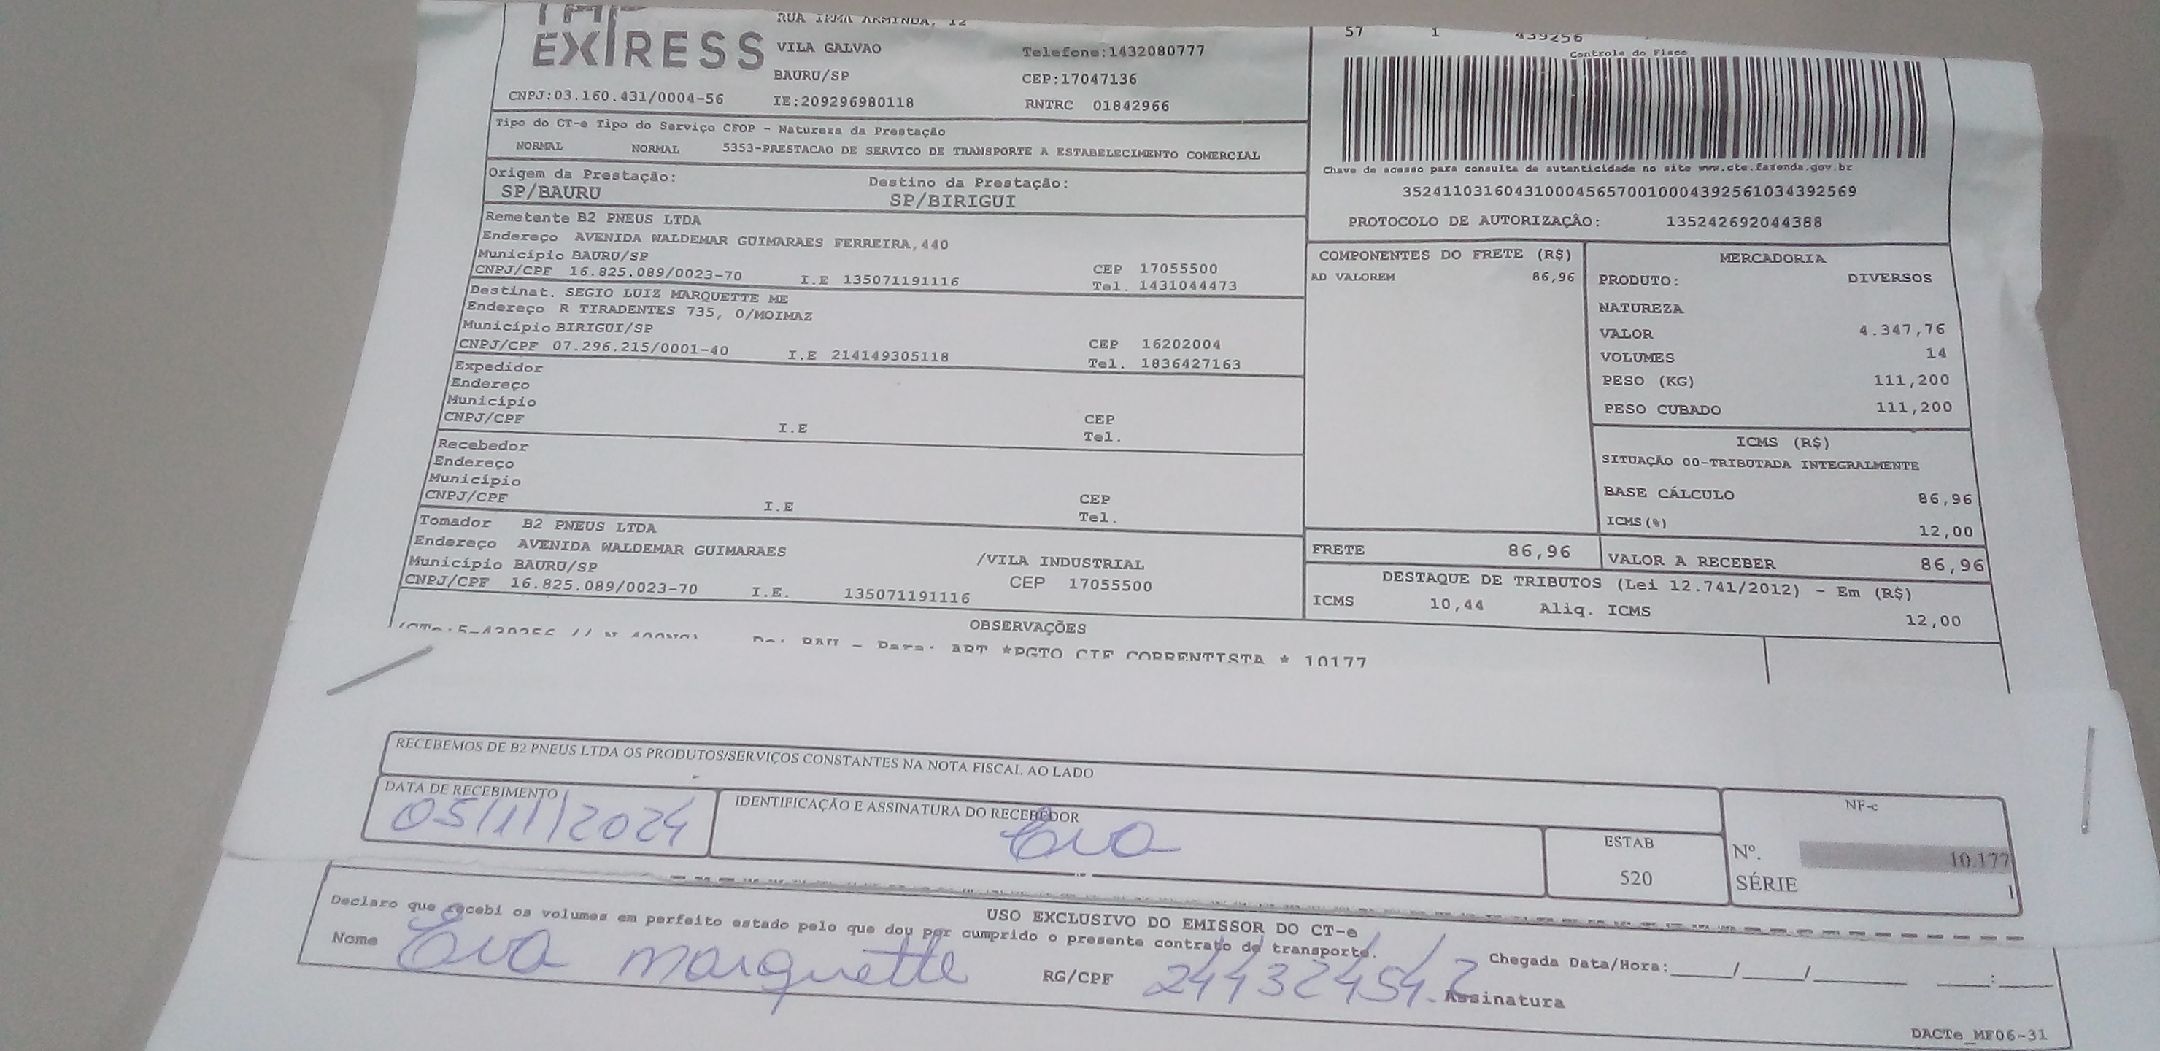 EXPRESS
RUA IRMA ARMINDA, 12
VILA GALVAO
Telefone:1432080777
BAURU/SP
CEP:17047136
CNPJ:03.160.431/0004-56
IE:209296980118
RNTRC 01842966
57 1 439256
Controle do Fisco
Chave de acesso para consulta de autenticidade no site www.cte.fazenda.gov.br
35241103160431000456570010004392561034392569
PROTOCOLO DE AUTORIZAÇÃO: 135242692044388
Tipo do CT-e Tipo do Serviço CFOP - Natureza da Prestação
NORMAL NORMAL 5353-PRESTACAO DE SERVICO DE TRANSPORTE A ESTABELECIMENTO COMERCIAL
Origem da Prestação: Destino da Prestação:
SP/BAURU SP/BIRIGUI
Remetente B2 PNEUS LTDA
Endereço AVENIDA WALDEMAR GUIMARAES FERREIRA,440
Município BAURU/SP CEP 17055500
CNPJ/CPF 16.825.089/0023-70 I.E 135071191116 Tel. 1431044473
Destinat. SEGIO LUIZ MARQUETTE ME
Endereço R TIRADENTES 735, 0/MOIMAZ
Município BIRIGUI/SP CEP 16202004
CNPJ/CPF 07.296.215/0001-40 I.E 214149305118 Tel. 1836427163
Expedidor
Endereço
Município CEP
CNPJ/CPF I.E Tel.
Recebedor
Endereço
Município CEP
CNPJ/CPF I.E Tel.
Tomador B2 PNEUS LTDA
Endereço AVENIDA WALDEMAR GUIMARAES /VILA INDUSTRIAL
Município BAURU/SP CEP 17055500
CNPJ/CPF 16.825.089/0023-70 I.E. 135071191116
COMPONENTES DO FRETE (R$)
AD VALOREM 86,96
MERCADORIA
PRODUTO: DIVERSOS
NATUREZA
VALOR 4.347,76
VOLUMES 14
PESO (KG) 111,200
PESO CUBADO 111,200
ICMS (R$)
SITUAÇÃO 00-TRIBUTADA INTEGRALMENTE
BASE CÁLCULO 86,96
ICMS(%) 12,00
FRETE 86,96 VALOR A RECEBER 86,96
DESTAQUE DE TRIBUTOS (Lei 12.741/2012) - Em (R$)
ICMS 10,44 Aliq. ICMS 12,00
OBSERVAÇÕES
De: BAU - Para: ART *PGTO CIF CORRENTISTA * 10177
RECEBEMOS DE B2 PNEUS LTDA OS PRODUTOS/SERVIÇOS CONSTANTES NA NOTA FISCAL AO LADO
DATA DE RECEBIMENTO
05/11/2024
IDENTIFICAÇÃO E ASSINATURA DO RECEBEDOR
Eva
ESTAB
520
NF-e
Nº. 10.177
SÉRIE 1
USO EXCLUSIVO DO EMISSOR DO CT-e
Declaro que recebi os volumes em perfeito estado pelo que dou por cumprido o presente contrato de transporte.
Nome Eva Marquette RG/CPF 244324542 Assinatura
Chegada Data/Hora:____/____/______ ___:___
DACTe_MF06-31